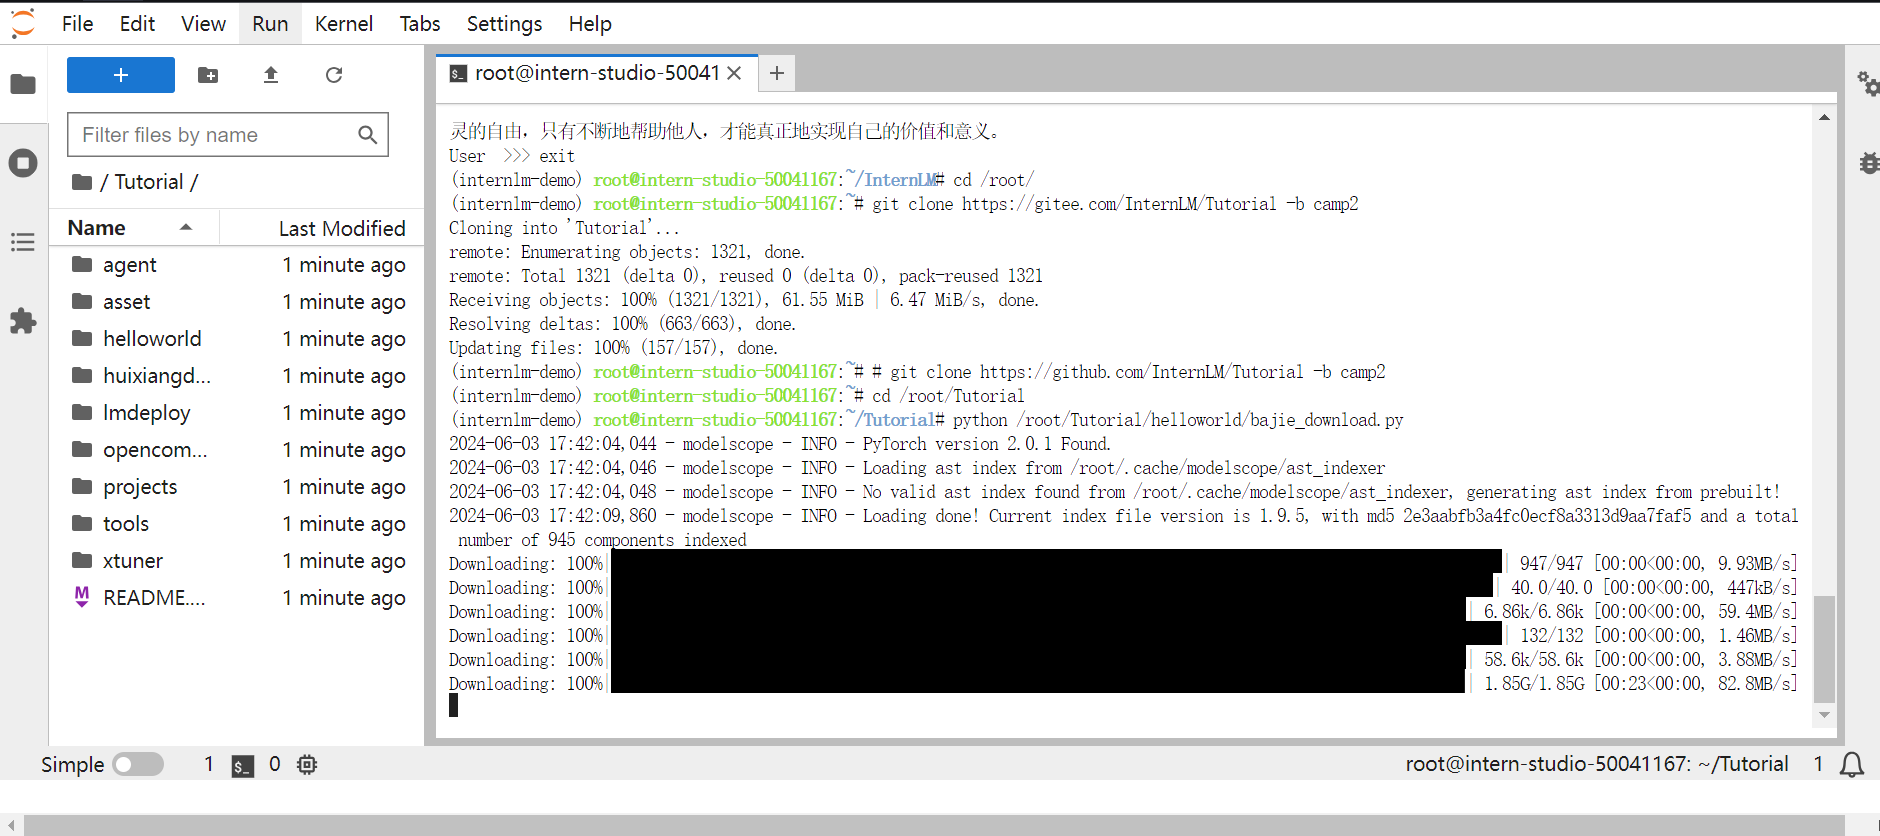 File Edit View Run Kernel Tabs Settings Help
root@intern-studio-50041
Filter files by name
/ Tutorial /
Name Last Modified
agent 1 minute ago
asset 1 minute ago
helloworld 1 minute ago
huixiangd... 1 minute ago
lmdeploy 1 minute ago
opencom... 1 minute ago
projects 1 minute ago
tools 1 minute ago
xtuner 1 minute ago
README.... 1 minute ago
灵的自由，只有不断地帮助他人，才能真正地实现自己的价值和意义。
User >>> exit
(internlm-demo) root@intern-studio-50041167:~/InternLM# cd /root/
(internlm-demo) root@intern-studio-50041167:~# git clone https://gitee.com/InternLM/Tutorial -b camp2
Cloning into 'Tutorial'...
remote: Enumerating objects: 1321, done.
remote: Total 1321 (delta 0), reused 0 (delta 0), pack-reused 1321
Receiving objects: 100% (1321/1321), 61.55 MiB | 6.47 MiB/s, done.
Resolving deltas: 100% (663/663), done.
Updating files: 100% (157/157), done.
(internlm-demo) root@intern-studio-50041167:~# # git clone https://github.com/InternLM/Tutorial -b camp2
(internlm-demo) root@intern-studio-50041167:~# cd /root/Tutorial
(internlm-demo) root@intern-studio-50041167:~/Tutorial# python /root/Tutorial/helloworld/bajie_download.py
2024-06-03 17:42:04,044 - modelscope - INFO - PyTorch version 2.0.1 Found.
2024-06-03 17:42:04,046 - modelscope - INFO - Loading ast index from /root/.cache/modelscope/ast_indexer
2024-06-03 17:42:04,048 - modelscope - INFO - No valid ast index found from /root/.cache/modelscope/ast_indexer, generating ast index from prebuilt!
2024-06-03 17:42:09,860 - modelscope - INFO - Loading done! Current index file version is 1.9.5, with md5 2e3aabfb3a4fc0ecf8a3313d9aa7faf5 and a total
number of 945 components indexed
Downloading: 100%| | 947/947 [00:00<00:00, 9.93MB/s]
Downloading: 100%| | 40.0/40.0 [00:00<00:00, 447kB/s]
Downloading: 100%| | 6.86k/6.86k [00:00<00:00, 59.4MB/s]
Downloading: 100%| | 132/132 [00:00<00:00, 1.46MB/s]
Downloading: 100%| | 58.6k/58.6k [00:00<00:00, 3.88MB/s]
Downloading: 100%| | 1.85G/1.85G [00:23<00:00, 82.8MB/s]
Simple 1 $_ 0 root@intern-studio-50041167: ~/Tutorial 1